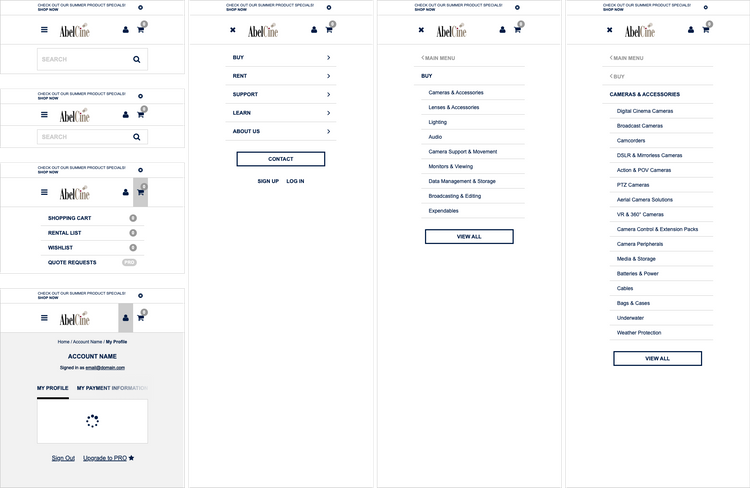 CHECK OUT OUR SUMMER PRODUCT SPECIALS!
SHOP NOW
AbelCine
0
SEARCH
CHECK OUT OUR SUMMER PRODUCT SPECIALS!
SHOP NOW
AbelCine
0
SEARCH
CHECK OUT OUR SUMMER PRODUCT SPECIALS!
SHOP NOW
AbelCine
0
SHOPPING CART 0
RENTAL LIST 0
WISHLIST 0
QUOTE REQUESTS PRO
CHECK OUT OUR SUMMER PRODUCT SPECIALS!
SHOP NOW
AbelCine
0
Home / Account Name / My Profile
ACCOUNT NAME
Signed in as email@domain.com
MY PROFILE MY PAYMENT INFORMATION
Sign Out Upgrade to PRO
CHECK OUT OUR SUMMER PRODUCT SPECIALS!
SHOP NOW
AbelCine
0
BUY
RENT
SUPPORT
LEARN
ABOUT US
CONTACT
SIGN UP LOG IN
CHECK OUT OUR SUMMER PRODUCT SPECIALS!
SHOP NOW
AbelCine
0
MAIN MENU
BUY
Cameras & Accessories
Lenses & Accessories
Lighting
Audio
Camera Support & Movement
Monitors & Viewing
Data Management & Storage
Broadcasting & Editing
Expendables
VIEW ALL
CHECK OUT OUR SUMMER PRODUCT SPECIALS!
SHOP NOW
AbelCine
0
MAIN MENU
BUY
CAMERAS & ACCESSORIES
Digital Cinema Cameras
Broadcast Cameras
Camcorders
DSLR & Mirrorless Cameras
Action & POV Cameras
PTZ Cameras
Aerial Camera Solutions
VR & 360° Cameras
Camera Control & Extension Packs
Camera Peripherals
Media & Storage
Batteries & Power
Cables
Bags & Cases
Underwater
Weather Protection
VIEW ALL